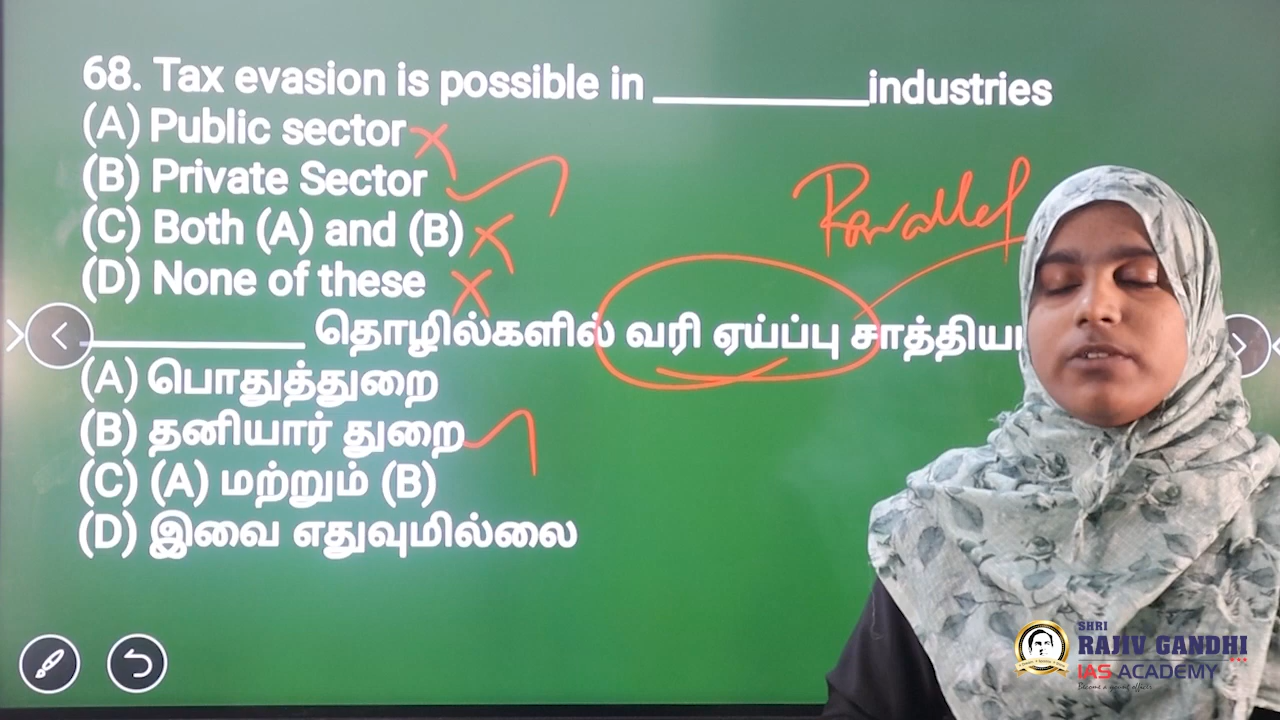 68. Tax evasion is possible in __________industries
(A) Public sector
(B) Private Sector
(C) Both (A) and (B)
(D) None of these
__________ தொழில்களில் வரி ஏய்ப்பு
(A) பொதுத்துறை
(B) தனியார் துறை
(C) (A) மற்றும் (B)
(D) இவை எதுவுமில்லை
Parallel
SHRI
RAJIV GANDHI
IAS ACADEMY